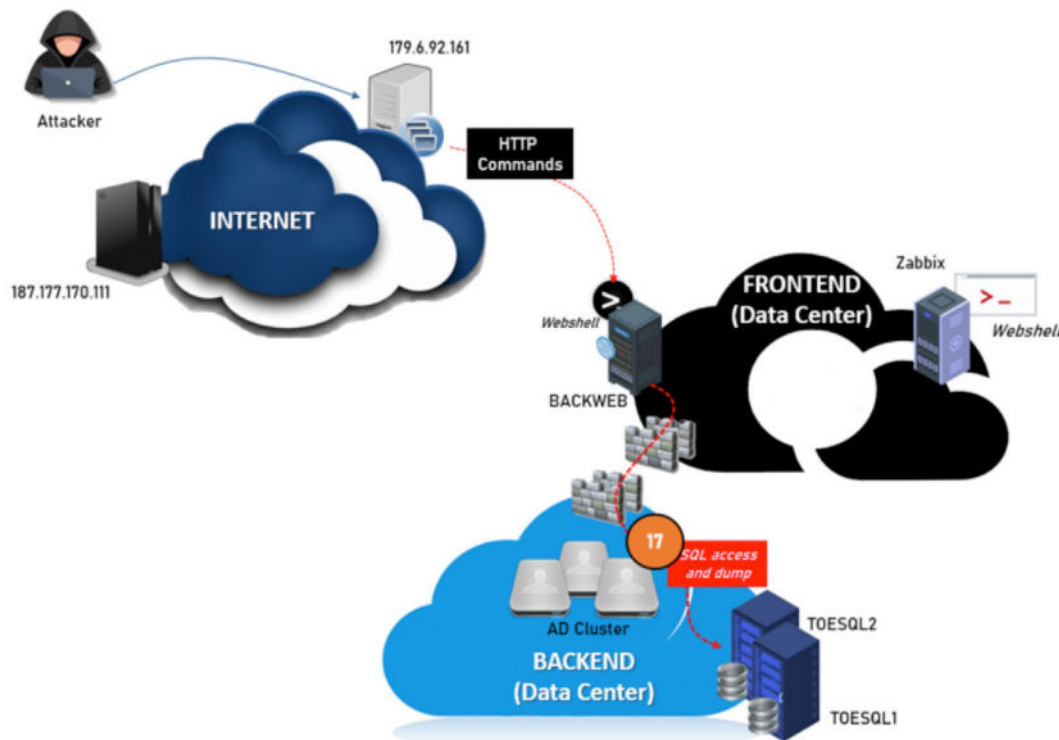 179.6.92.161
Attacker
HTTP
Commands
INTERNET
187.177.170.111
Zabbix
FRONTEND
(Data Center)
>_
Webshell
>
Webshell
BACKWEB
17
SQL access
and dump
AD Cluster
TOESQL2
BACKEND
(Data Center)
TOESQL1